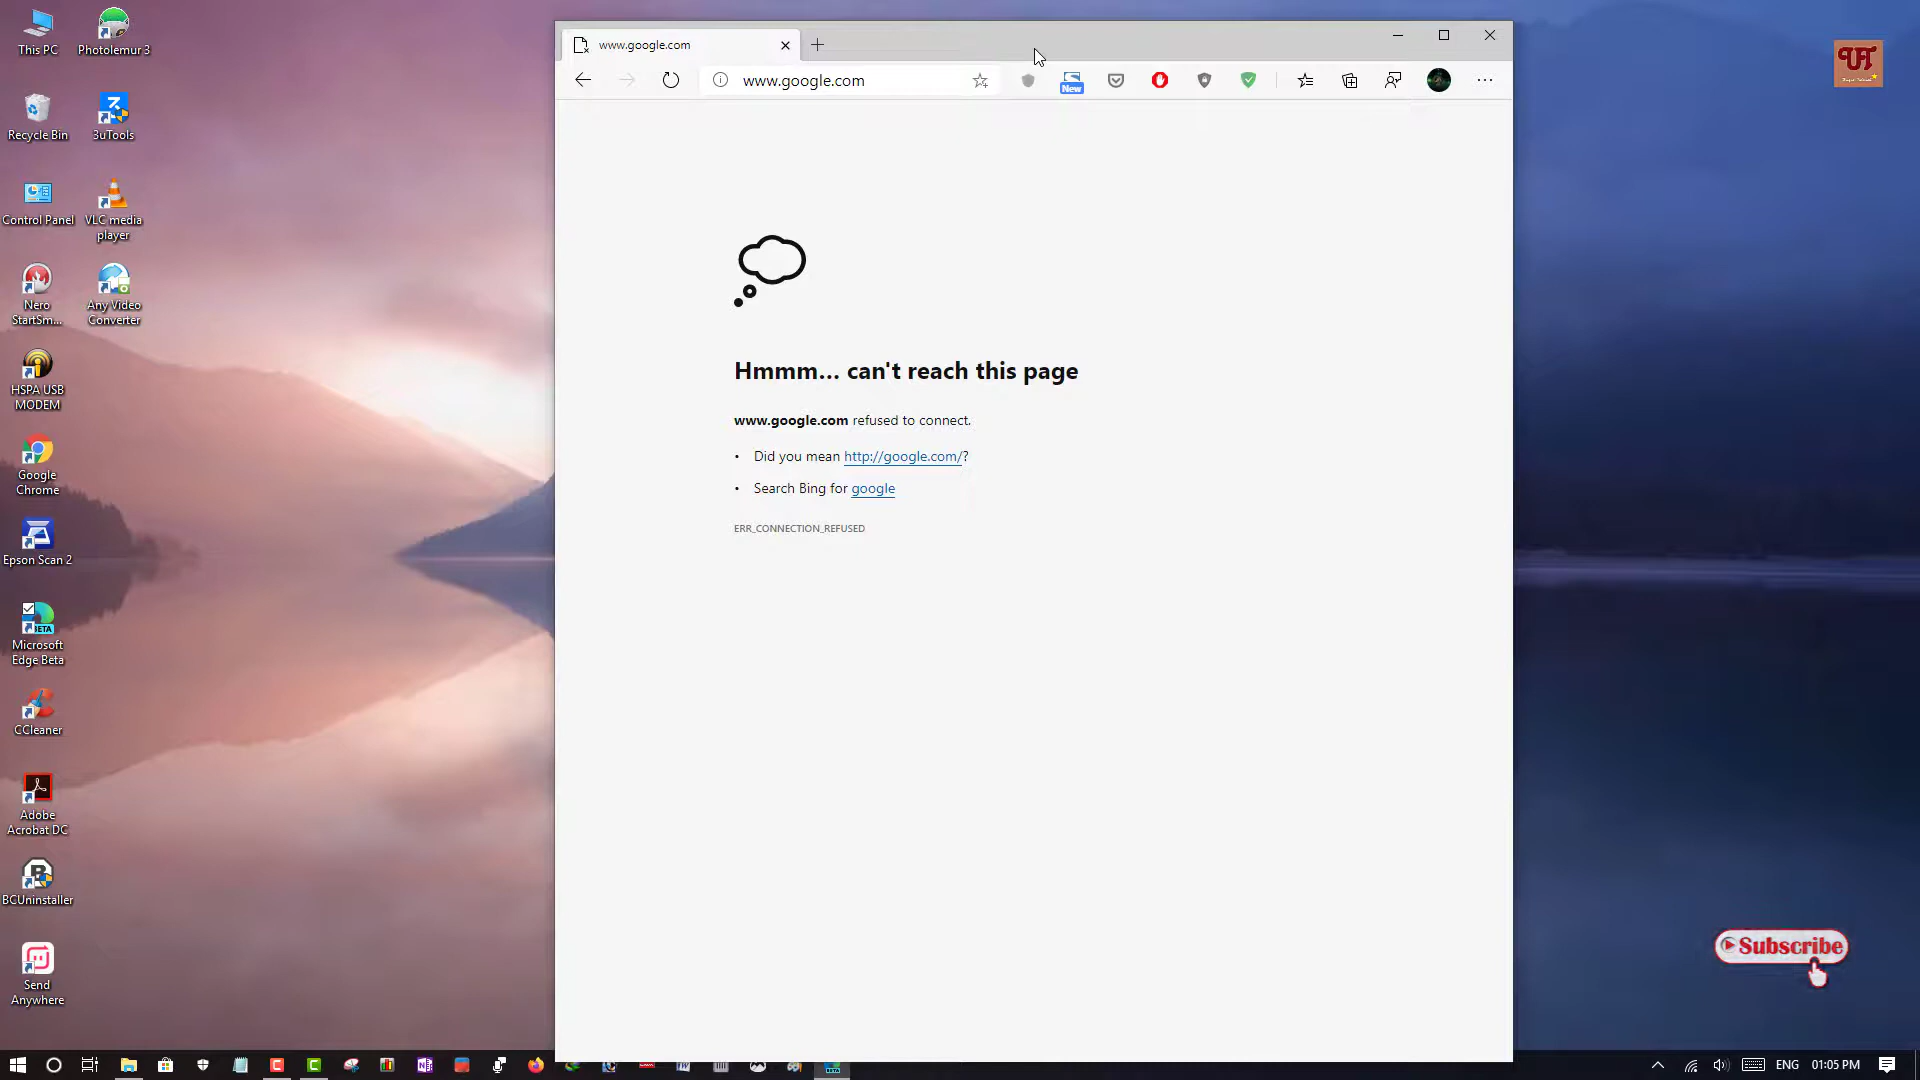 This PC
Photolemur 3
Recycle Bin
3uTools
Control Panel
VLC media
player
Nero
StartSm...
Any Video
Converter
HSPA USB
MODEM
Google
Chrome
Epson Scan 2
BETA
Microsoft
Edge Beta
CCleaner
Adobe
Acrobat DC
BCUninstaller
Send
Anywhere
www.google.com
www.google.com
New
Hmmm... can't reach this page
www.google.com refused to connect.
• Did you mean http://google.com/?
• Search Bing for google
ERR_CONNECTION_REFUSED
UT
Subscribe
ENG
01:05 PM